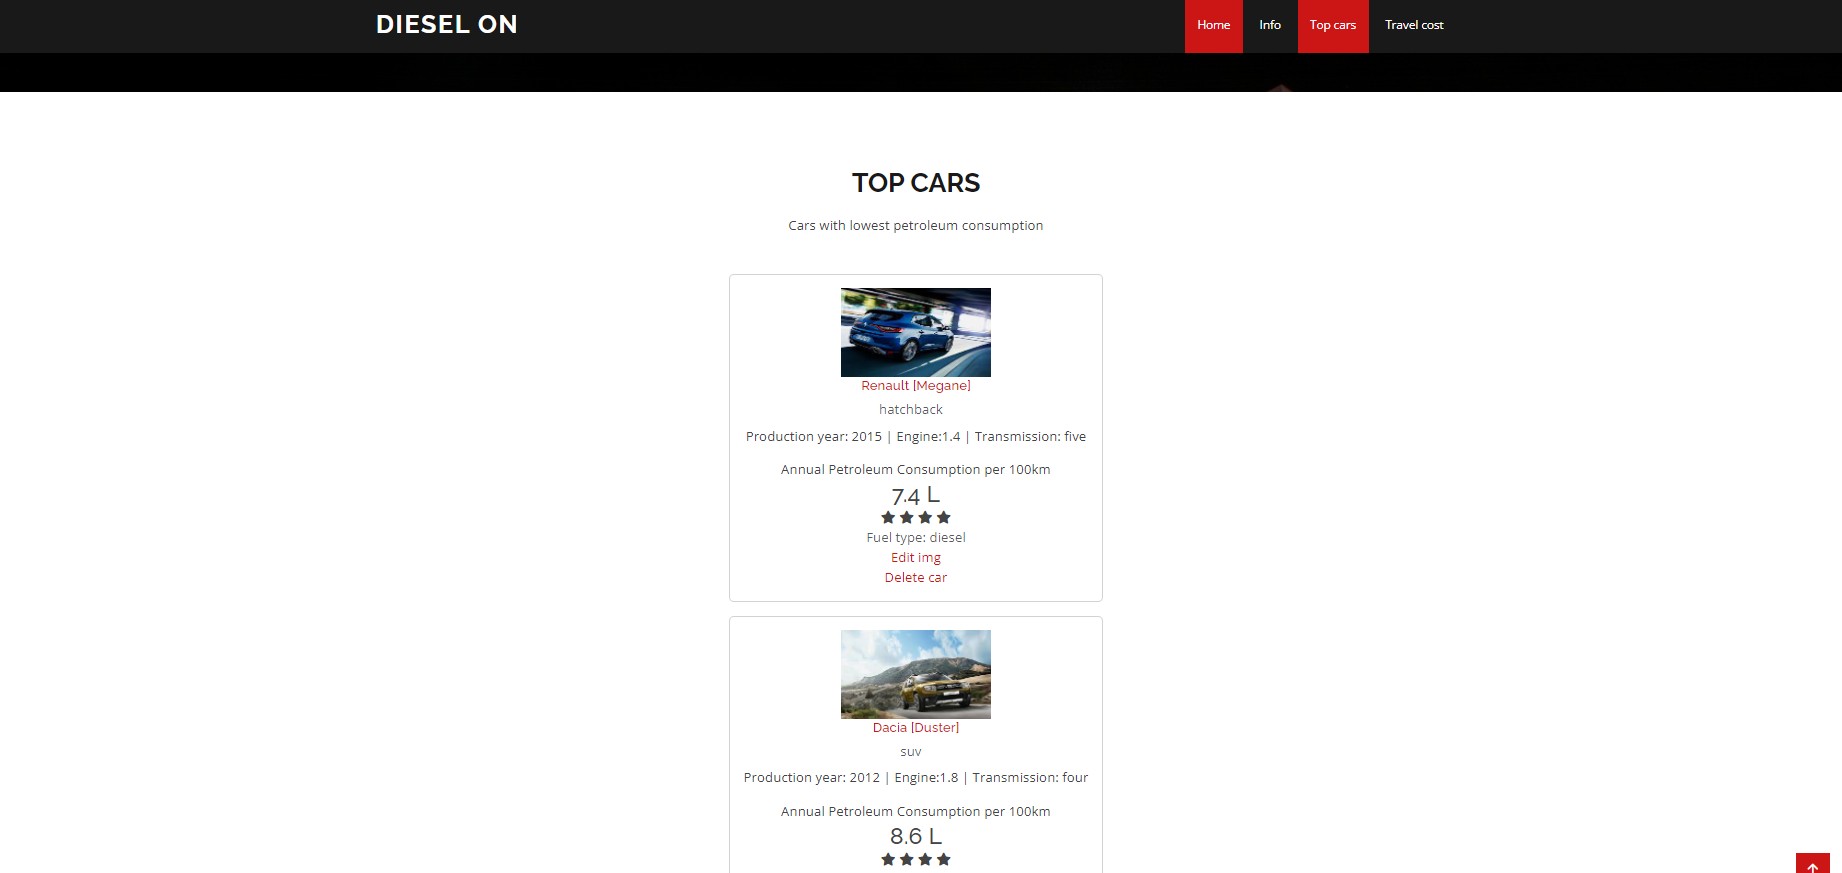 DIESEL ON
Home Info Top cars Travel cost
TOP CARS
Cars with lowest petroleum consumption
Renault [Megane]
hatchback
Production year: 2015 | Engine:1.4 | Transmission: five
Annual Petroleum Consumption per 100km
7.4 L
Fuel type: diesel
Edit img
Delete car
Dacia [Duster]
suv
Production year: 2012 | Engine:1.8 | Transmission: four
Annual Petroleum Consumption per 100km
8.6 L